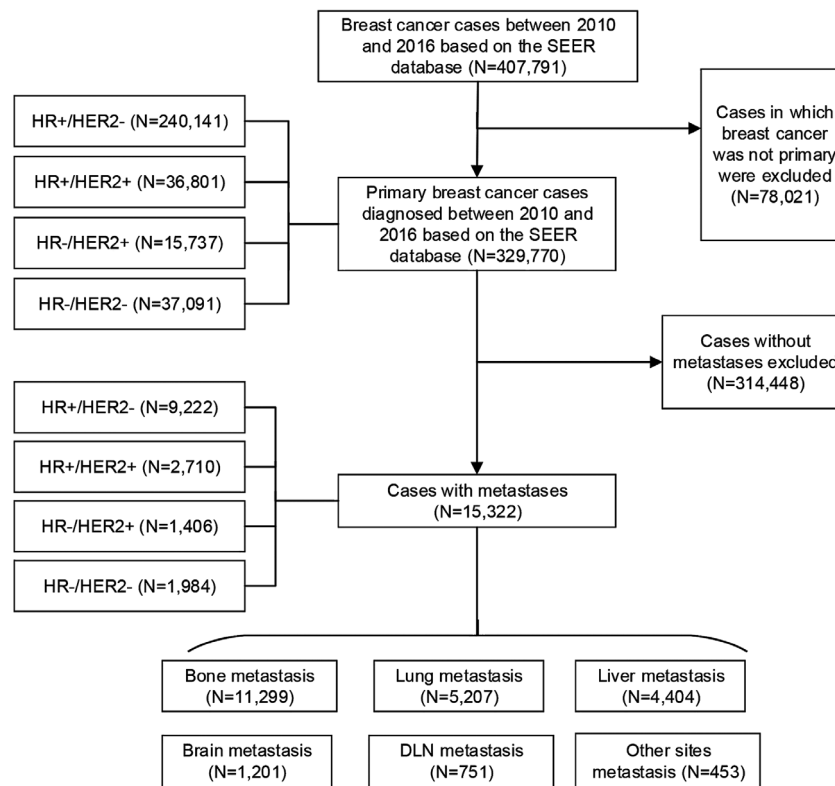 Breast cancer cases between 2010
and 2016 based on the SEER
database (N=407,791)
Cases in which
breast cancer
was not primary
were excluded
(N=78,021)
HR+/HER2- (N=240,141)
HR+/HER2+ (N=36,801)
HR-/HER2+ (N=15,737)
HR-/HER2- (N=37,091)
Primary breast cancer cases
diagnosed between 2010 and
2016 based on the SEER
database (N=329,770)
Cases without
metastases excluded
(N=314,448)
HR+/HER2- (N=9,222)
HR+/HER2+ (N=2,710)
HR-/HER2+ (N=1,406)
HR-/HER2- (N=1,984)
Cases with metastases
(N=15,322)
Bone metastasis
(N=11,299)
Lung metastasis
(N=5,207)
Liver metastasis
(N=4,404)
Brain metastasis
(N=1,201)
DLN metastasis
(N=751)
Other sites
metastasis (N=453)